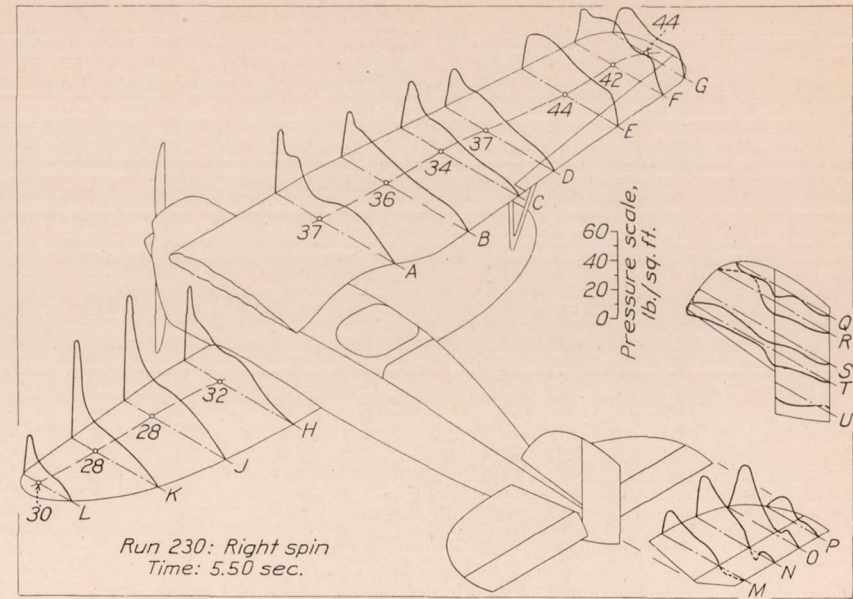 44
42
G
F
44
E
37
D
34
C
36
B
37
A
Pressure scale,
lb./sq. ft.
60
40
20
0
Q
R
S
T
U
32
H
28
J
28
K
30
L
Run 230: Right spin
Time: 5.50 sec.
P
O
N
M